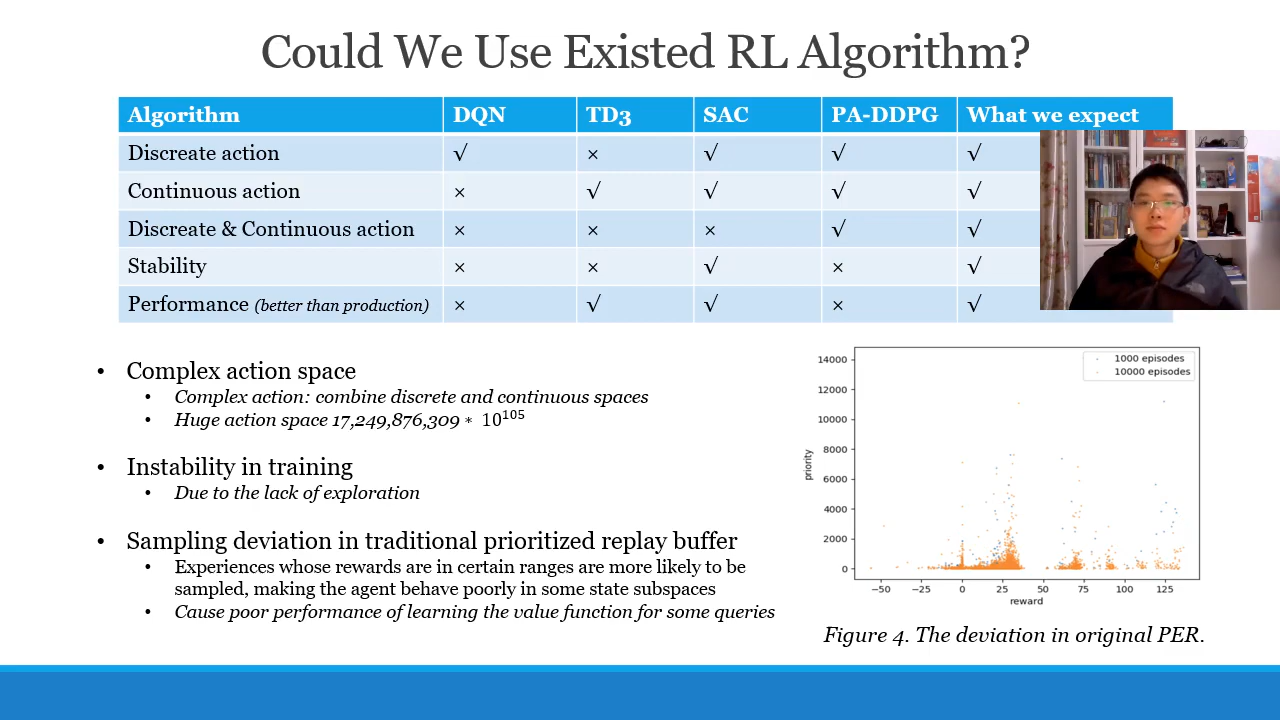 Could We Use Existed RL Algorithm?
Algorithm DQN TD3 SAC PA-DDPG What we expect
Discreate action √ × √ √ √
Continuous action × √ √ √ √
Discreate & Continuous action × × × √ √
Stability × × √ × √
Performance (better than production) × √ √ × √
• Complex action space
• Complex action: combine discrete and continuous spaces
• Huge action space 17,249,876,309 * 10^105
• Instability in training
• Due to the lack of exploration
• Sampling deviation in traditional prioritized replay buffer
• Experiences whose rewards are in certain ranges are more likely to be
sampled, making the agent behave poorly in some state subspaces
• Cause poor performance of learning the value function for some queries
1000 episodes
10000 episodes
14000
12000
10000
8000
6000
4000
2000
0
priority
−50 −25 0 25 50 75 100 125
reward
Figure 4. The deviation in original PER.